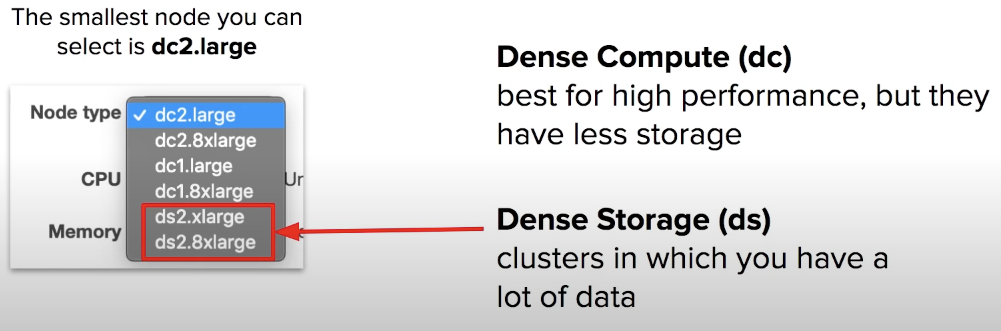 The smallest node you can
select is dc2.large
Node type
✓ dc2.large
dc2.8xlarge
dc1.large
dc1.8xlarge
ds2.xlarge
ds2.8xlarge
CPU
Memory
Dense Compute (dc)
best for high performance, but they
have less storage
Dense Storage (ds)
clusters in which you have a
lot of data